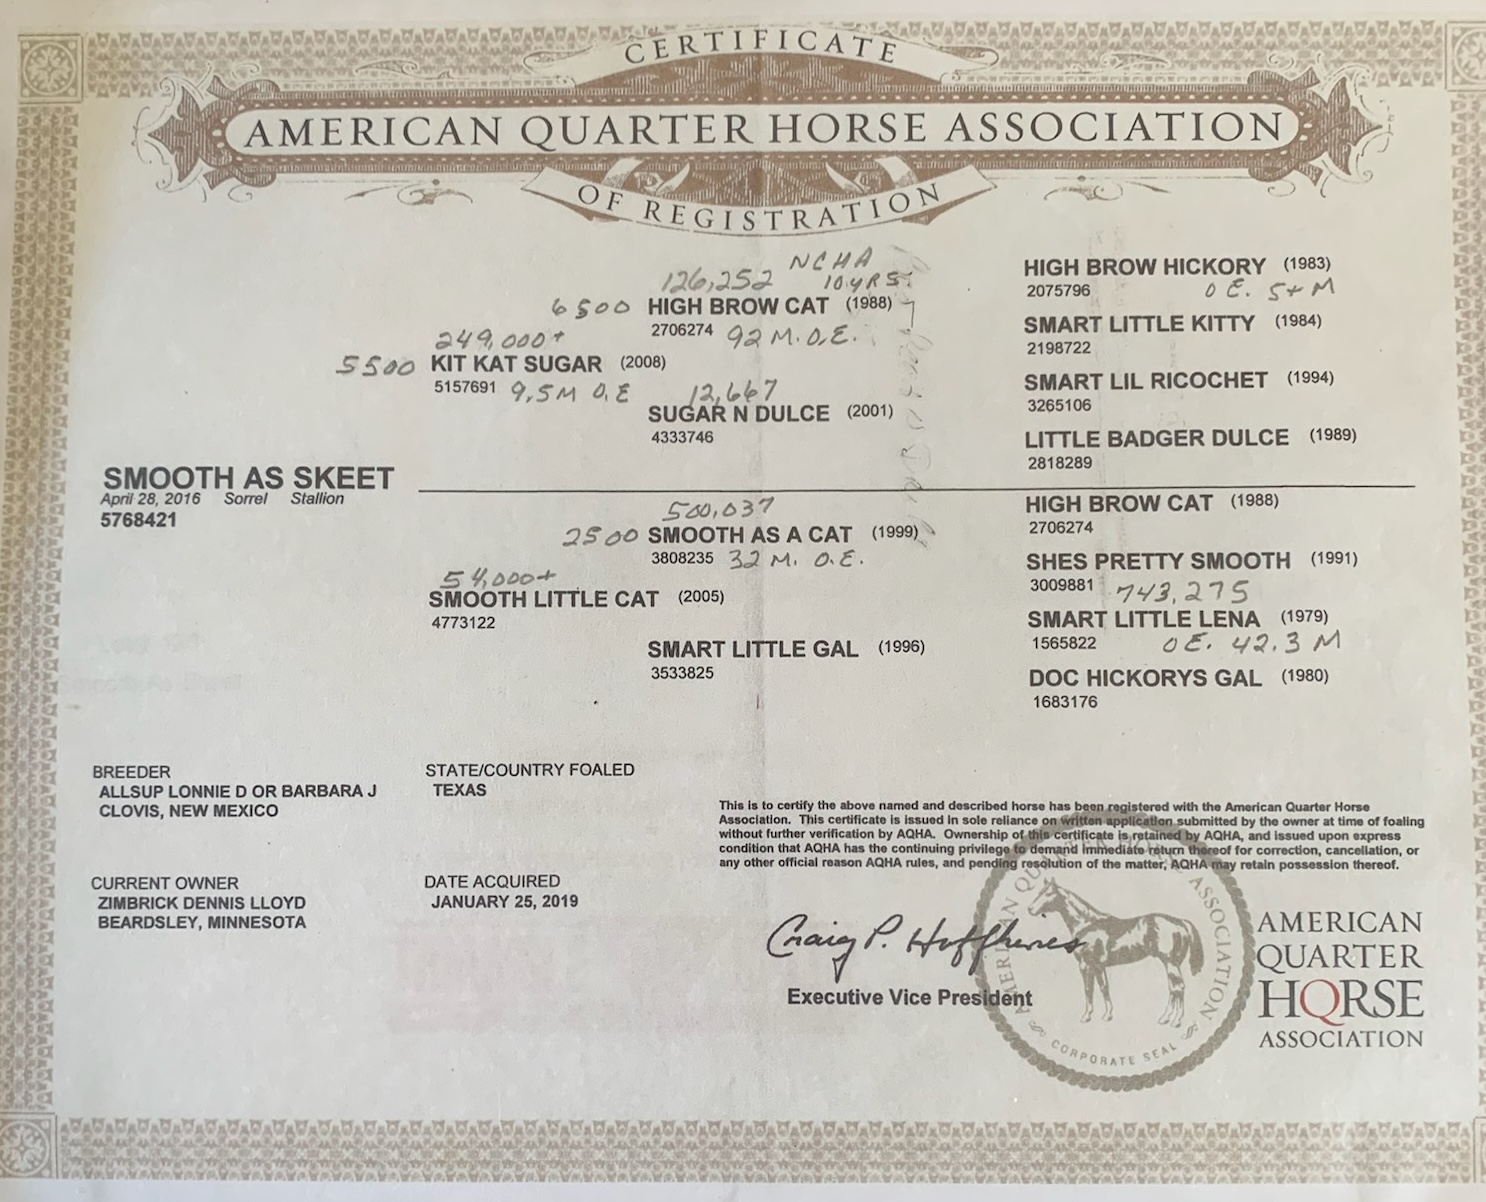 CERTIFICATE
AMERICAN QUARTER HORSE ASSOCIATION
OF REGISTRATION
NCHA
126,252 10 YRS.
6500 HIGH BROW CAT (1988)
2706274 92 M. O.E.
249,000+
5500 KIT KAT SUGAR (2008)
5157691 9.5M O.E
12,667
SUGAR N DULCE (2001)
4333746
HIGH BROW HICKORY (1983)
2075796 O E. 5+ M
SMART LITTLE KITTY (1984)
2198722
SMART LIL RICOCHET (1994)
3265106
LITTLE BADGER DULCE (1989)
2818289
SMOOTH AS SKEET
April 28, 2016 Sorrel Stallion
5768421
500,037
2500 SMOOTH AS A CAT (1999)
3808235 32 M. O.E.
54,000+
SMOOTH LITTLE CAT (2005)
4773122
SMART LITTLE GAL (1996)
3533825
HIGH BROW CAT (1988)
2706274
SHES PRETTY SMOOTH (1991)
3009881 743,275
SMART LITTLE LENA (1979)
1565822 OE. 42.3 M
DOC HICKORYS GAL (1980)
1683176
BREEDER
ALLSUP LONNIE D OR BARBARA J
CLOVIS, NEW MEXICO
STATE/COUNTRY FOALED
TEXAS
CURRENT OWNER
ZIMBRICK DENNIS LLOYD
BEARDSLEY, MINNESOTA
DATE ACQUIRED
JANUARY 25, 2019
This is to certify the above named and described horse has been registered with the American Quarter Horse
Association. This certificate is issued in sole reliance on written application submitted by the owner at time of foaling
without further verification by AQHA. Ownership of this certificate is retained by AQHA, and issued upon express
condition that AQHA has the continuing privilege to demand immediate return thereof for correction, cancellation, or
any other official reason AQHA rules, and pending resolution of the matter, AQHA may retain possession thereof.
Craig P. Huffhines
Executive Vice President
AMERICAN QUARTER HORSE ASSOCIATION
CORPORATE SEAL
AMERICAN
QUARTER
HORSE
ASSOCIATION